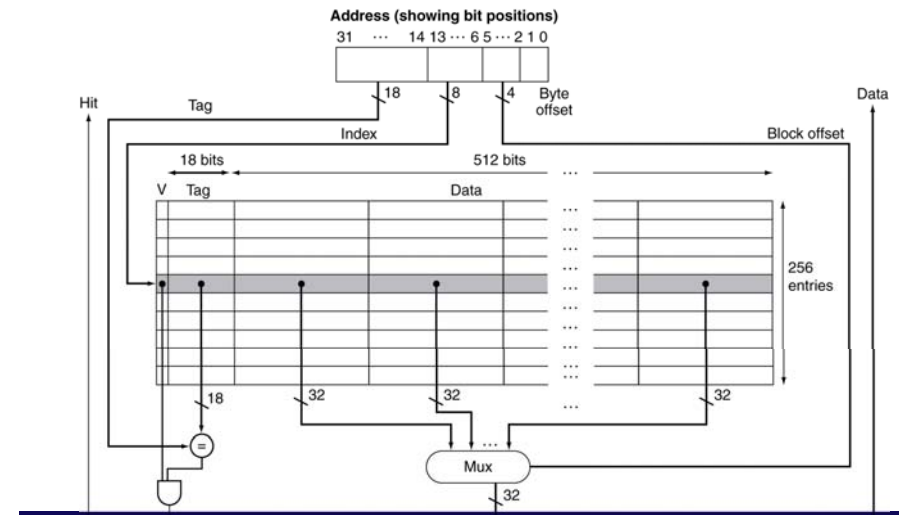 Address (showing bit positions)
31 ··· 14 13 ··· 6 5 ··· 2 1 0
18 8 4 Byte offset
Hit
Tag
Data
Index
Block offset
18 bits
512 bits
···
V Tag Data
···
···
···
···
···
···
···
···
···
···
256 entries
18 32 32 ··· 32
=
···
Mux
32